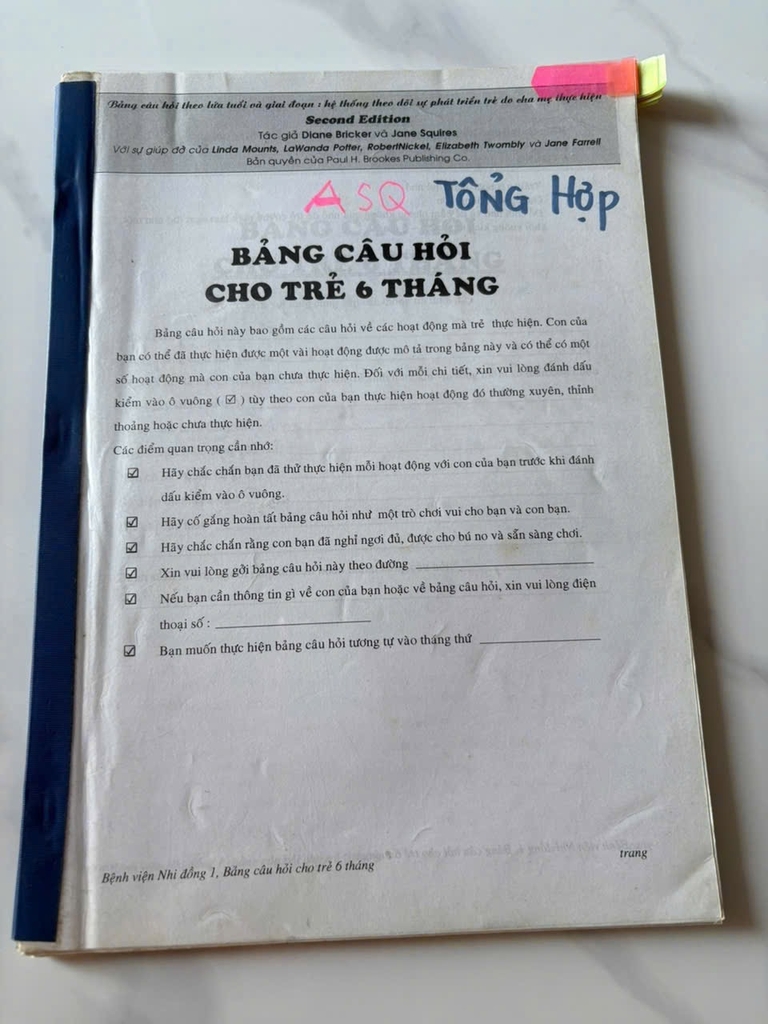 Bảng câu hỏi theo lứa tuổi và giai đoạn : hệ thống theo dõi sự phát triển trẻ do cha mẹ thực hiện
Second Edition
Tác giả Diane Bricker và Jane Squires
Với sự giúp đỡ của Linda Mounts, LaWanda Potter, RobertNickel, Elizabeth Twombly và Jane Farrell
Bản quyền của Paul H. Brookes Publishing Co.
ASQ TỔNG HỢP
BẢNG CÂU HỎI
CHO TRẺ 6 THÁNG
Bảng câu hỏi này bao gồm các câu hỏi về các hoạt động mà trẻ thực hiện. Con của
bạn có thể đã thực hiện được một vài hoạt động được mô tả trong bảng này và có thể có một
số hoạt động mà con của bạn chưa thực hiện. Đối với mỗi chi tiết, xin vui lòng đánh dấu
kiểm vào ô vuông ( ☑ ) tùy theo con của bạn thực hiện hoạt động đó thường xuyên, thỉnh
thoảng hoặc chưa thực hiện.
Các điểm quan trọng cần nhớ:
☑ Hãy chắc chắn bạn đã thử thực hiện mỗi hoạt động với con của bạn trước khi đánh
dấu kiểm vào ô vuông.
☑ Hãy cố gắng hoàn tất bảng câu hỏi như một trò chơi vui cho bạn và con bạn.
☑ Hãy chắc chắn rằng con bạn đã nghỉ ngơi đủ, được cho bú no và sẵn sàng chơi.
☑ Xin vui lòng gởi bảng câu hỏi này theo đường
☑ Nếu bạn cần thông tin gì về con của bạn hoặc về bảng câu hỏi, xin vui lòng điện
thoại số :
☑ Bạn muốn thực hiện bảng câu hỏi tương tự vào tháng thứ
Bệnh viện Nhi đồng 1, Bảng câu hỏi cho trẻ 6 tháng
trang